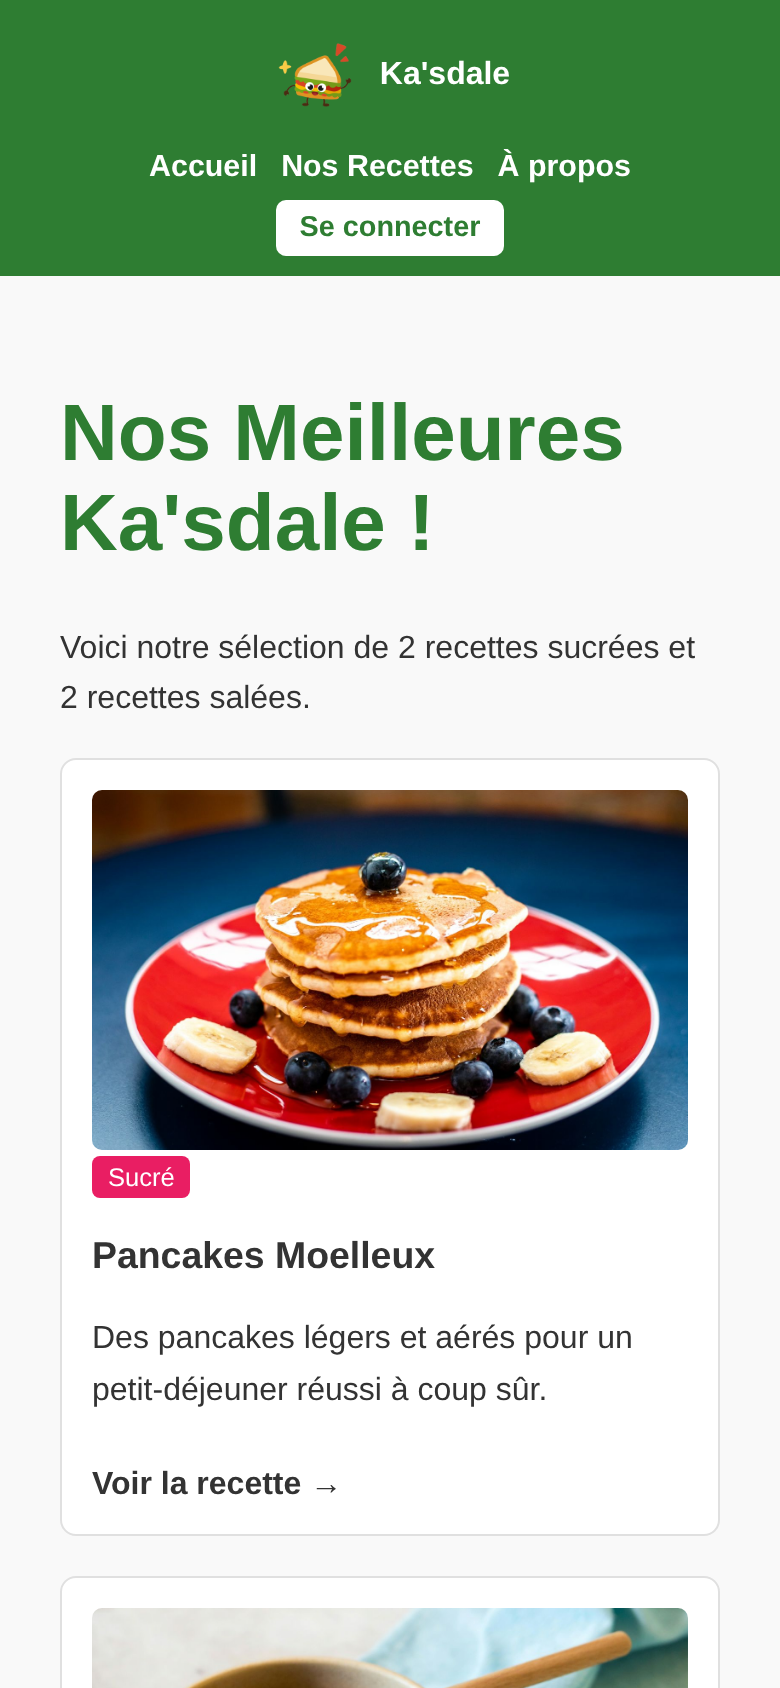 Ka'sdale
Accueil Nos Recettes À propos
Se connecter
Nos Meilleures
Ka'sdale !
Voici notre sélection de 2 recettes sucrées et
2 recettes salées.
Sucré
Pancakes Moelleux
Des pancakes légers et aérés pour un
petit-déjeuner réussi à coup sûr.
Voir la recette →